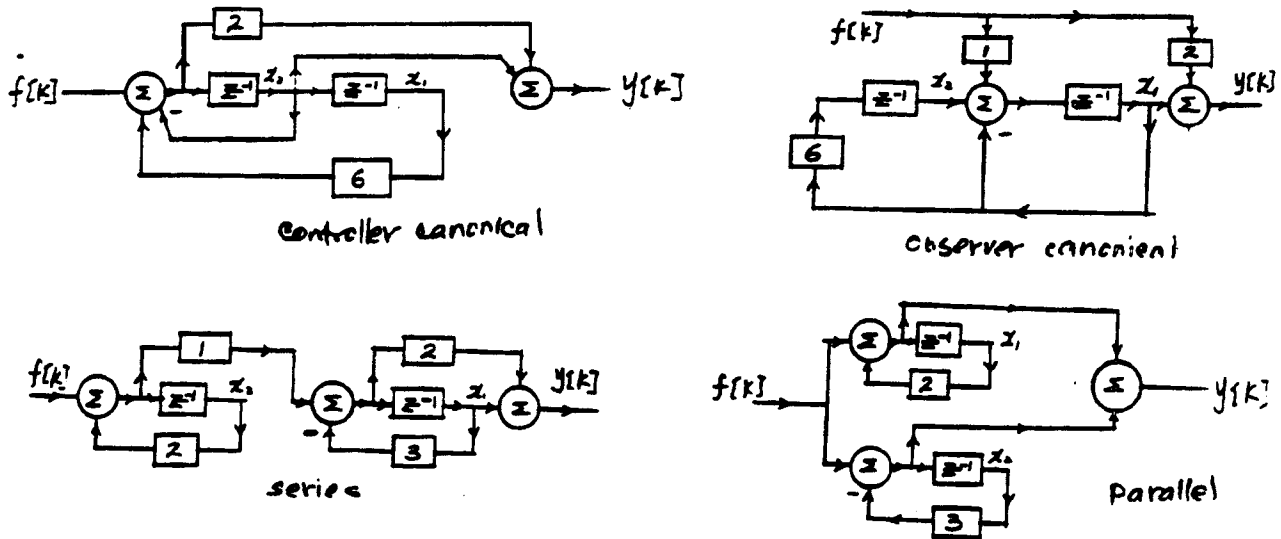 2
f[k] Σ z⁻¹ x₂ z⁻¹ x₁ Σ y[k]
-
6
controller canonical
f[k]
1 2
z⁻¹ x₂ Σ z⁻¹ x₁ Σ y[k]
-
6
observer canonical
1 2
f[k] Σ z⁻¹ x₂ Σ z⁻¹ x₁ Σ y[k]
-
2 3
series
Σ z⁻¹ x₁
2
f[k] Σ y[k]
Σ z⁻¹ x₂
-
3
Parallel